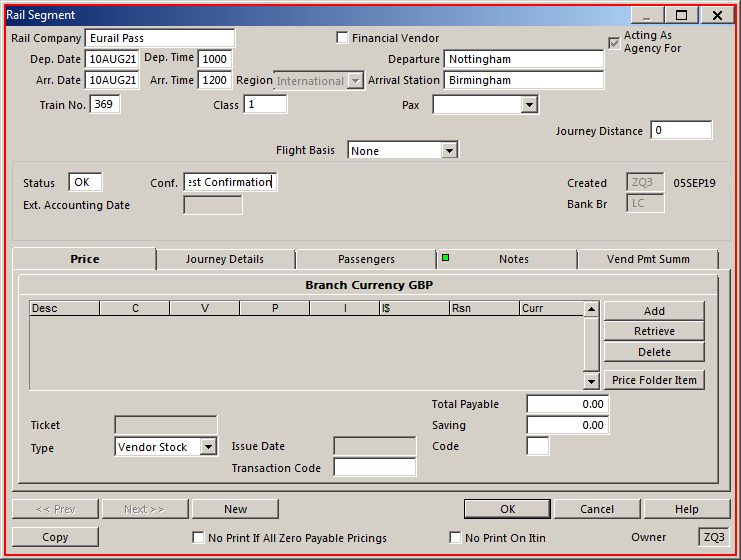 Rail Segment
Rail Company Eurail Pass Financial Vendor Acting As Agency For
Dep. Date 10AUG21 Dep. Time 1000 Departure Nottingham
Arr. Date 10AUG21 Arr. Time 1200 Region International Arrival Station Birmingham
Train No. 369 Class 1 Pax
Journey Distance 0
Flight Basis None
Status OK Conf. est Confirmation Created ZQ3 05SEP19
Ext. Accounting Date Bank Br LC
Price Journey Details Passengers Notes Vend Pmt Summ
Branch Currency GBP
Desc C V P I I$ Rsn Curr
Add
Retrieve
Delete
Price Folder Item
Total Payable 0.00
Ticket Saving 0.00
Type Vendor Stock Issue Date Code
Transaction Code
<< Prev Next >> New OK Cancel Help
Copy No Print If All Zero Payable Pricings No Print On Itin Owner ZQ3